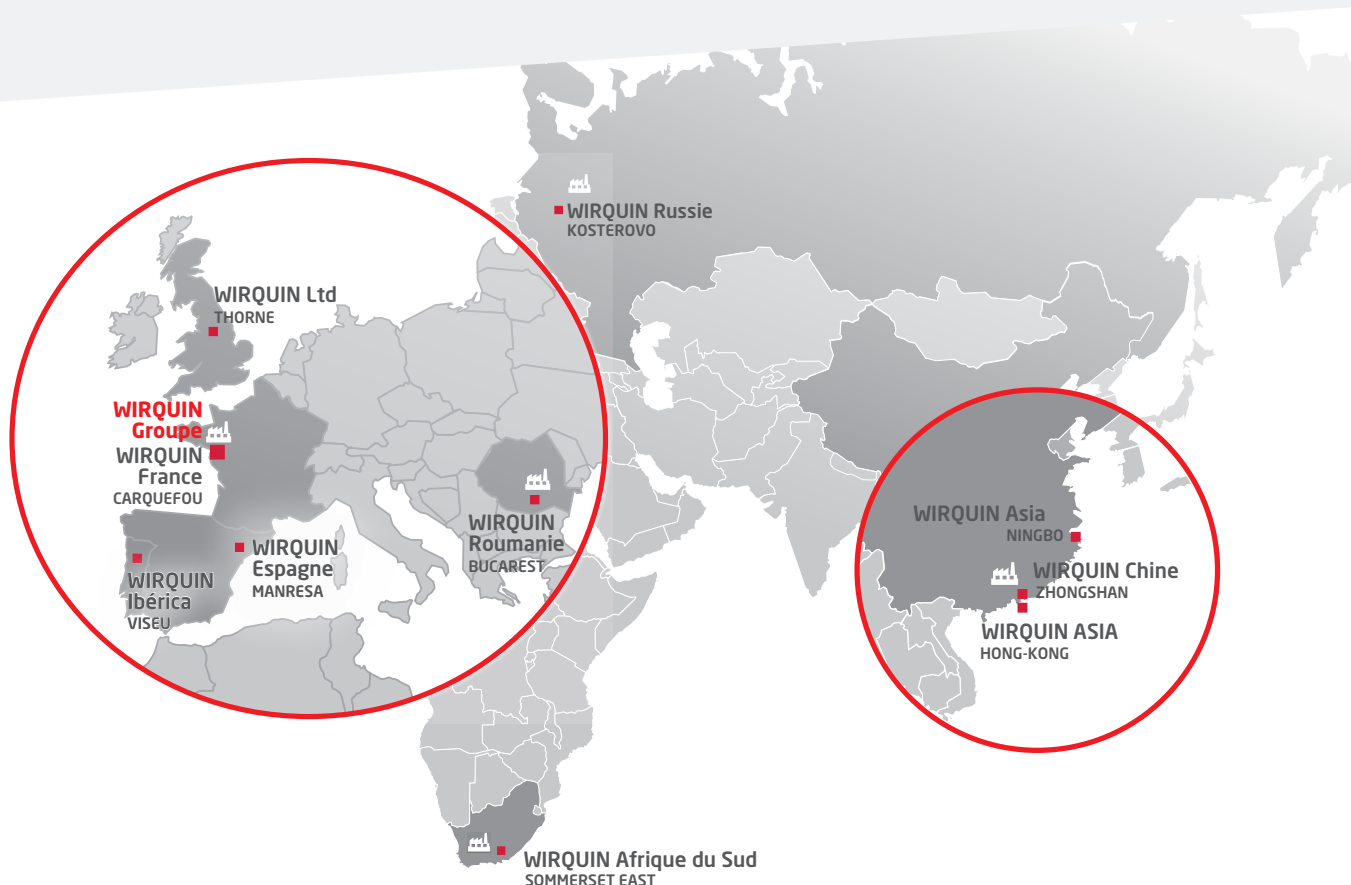 WIRQUIN Russie
KOSTEROVO
WIRQUIN Ltd
THORNE
WIRQUIN
Groupe
WIRQUIN
France
CARQUEFOU
WIRQUIN
Roumanie
BUCAREST
WIRQUIN
Espagne
MANRESA
WIRQUIN
Ibérica
VISEU
WIRQUIN Asia
NINGBO
WIRQUIN Chine
ZHONGSHAN
WIRQUIN ASIA
HONG-KONG
WIRQUIN Afrique du Sud
SOMMERSET EAST